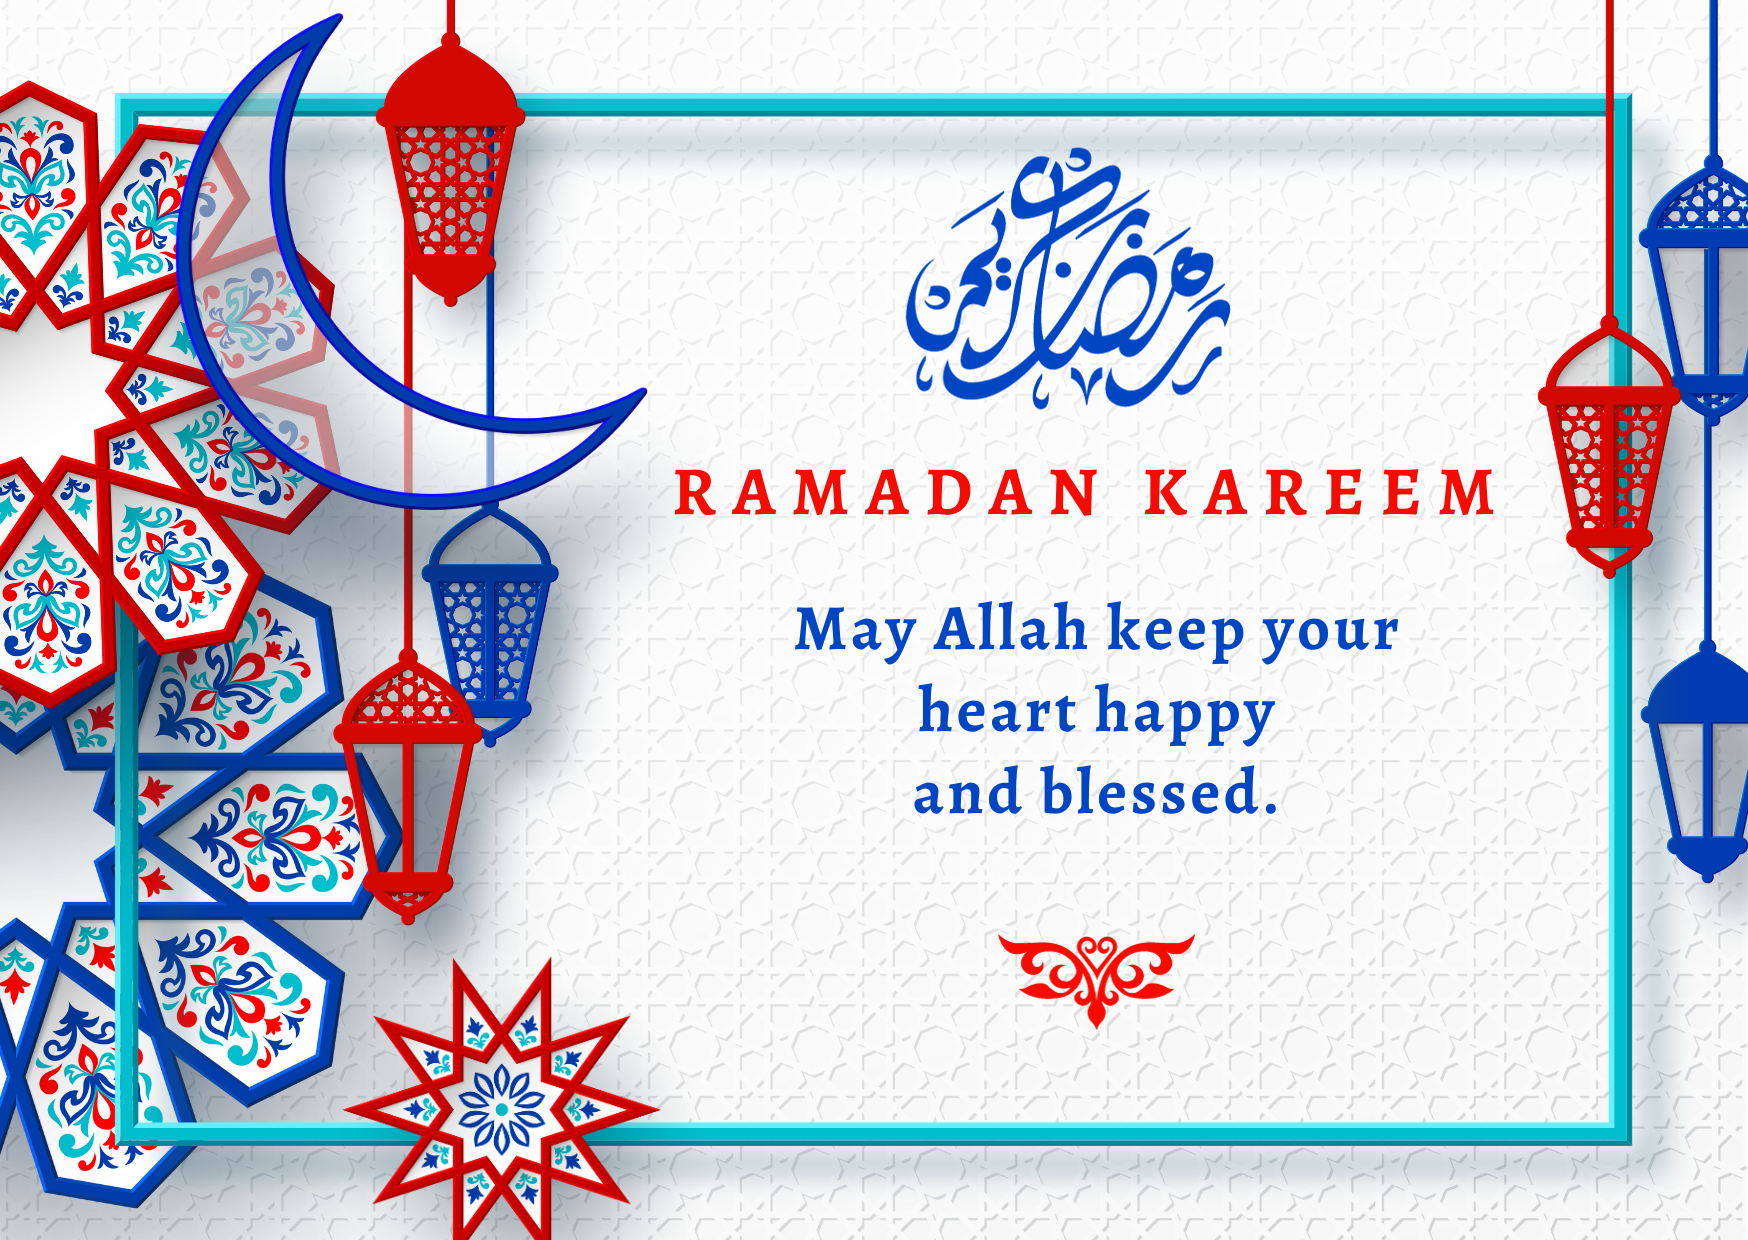 رمضان كريم
RAMADAN KAREEM
May Allah keep your
heart happy
and blessed.